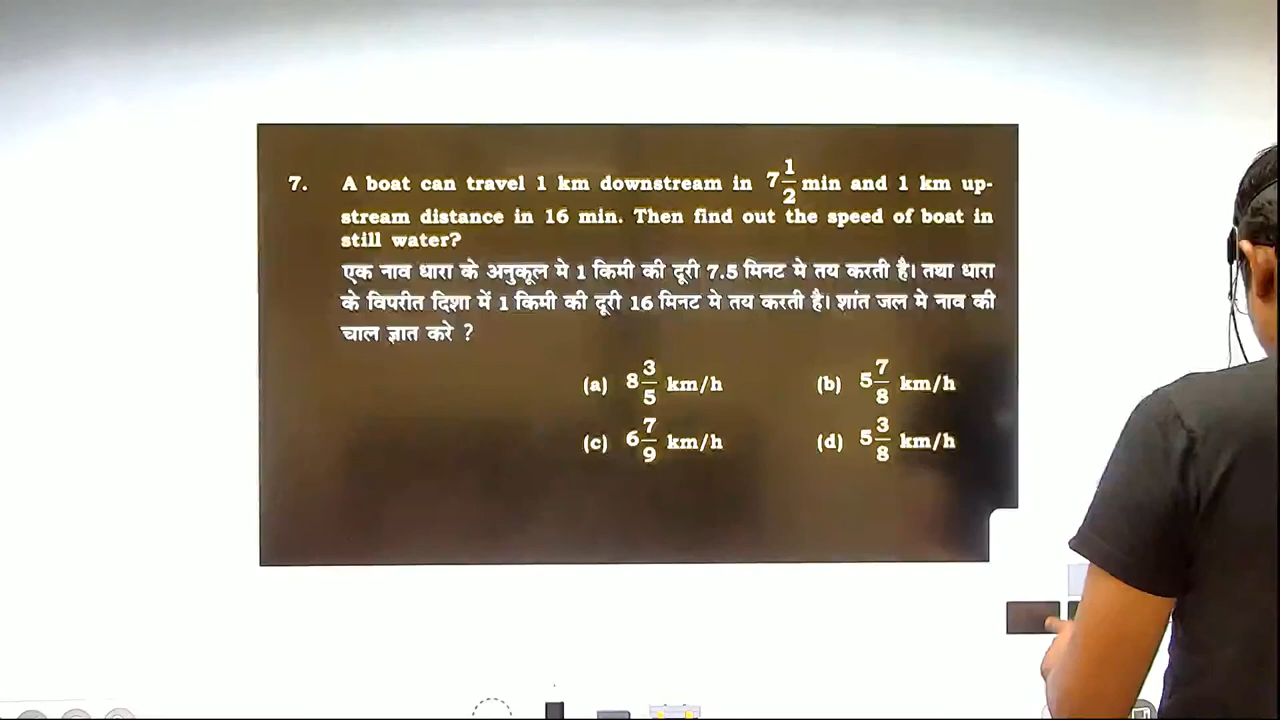 7. A boat can travel 1 km downstream in 7 1/2 min and 1 km up-
stream distance in 16 min. Then find out the speed of boat in
still water?
एक नाव धारा के अनुकूल मे 1 किमी की दूरी 7.5 मिनट मे तय करती है। तथा धारा
के विपरीत दिशा में 1 किमी की दूरी 16 मिनट मे तय करती है। शांत जल मे नाव की
चाल ज्ञात करे ?
(a) 8 3/5 km/h (b) 5 7/8 km/h
(c) 6 7/9 km/h (d) 5 3/8 km/h